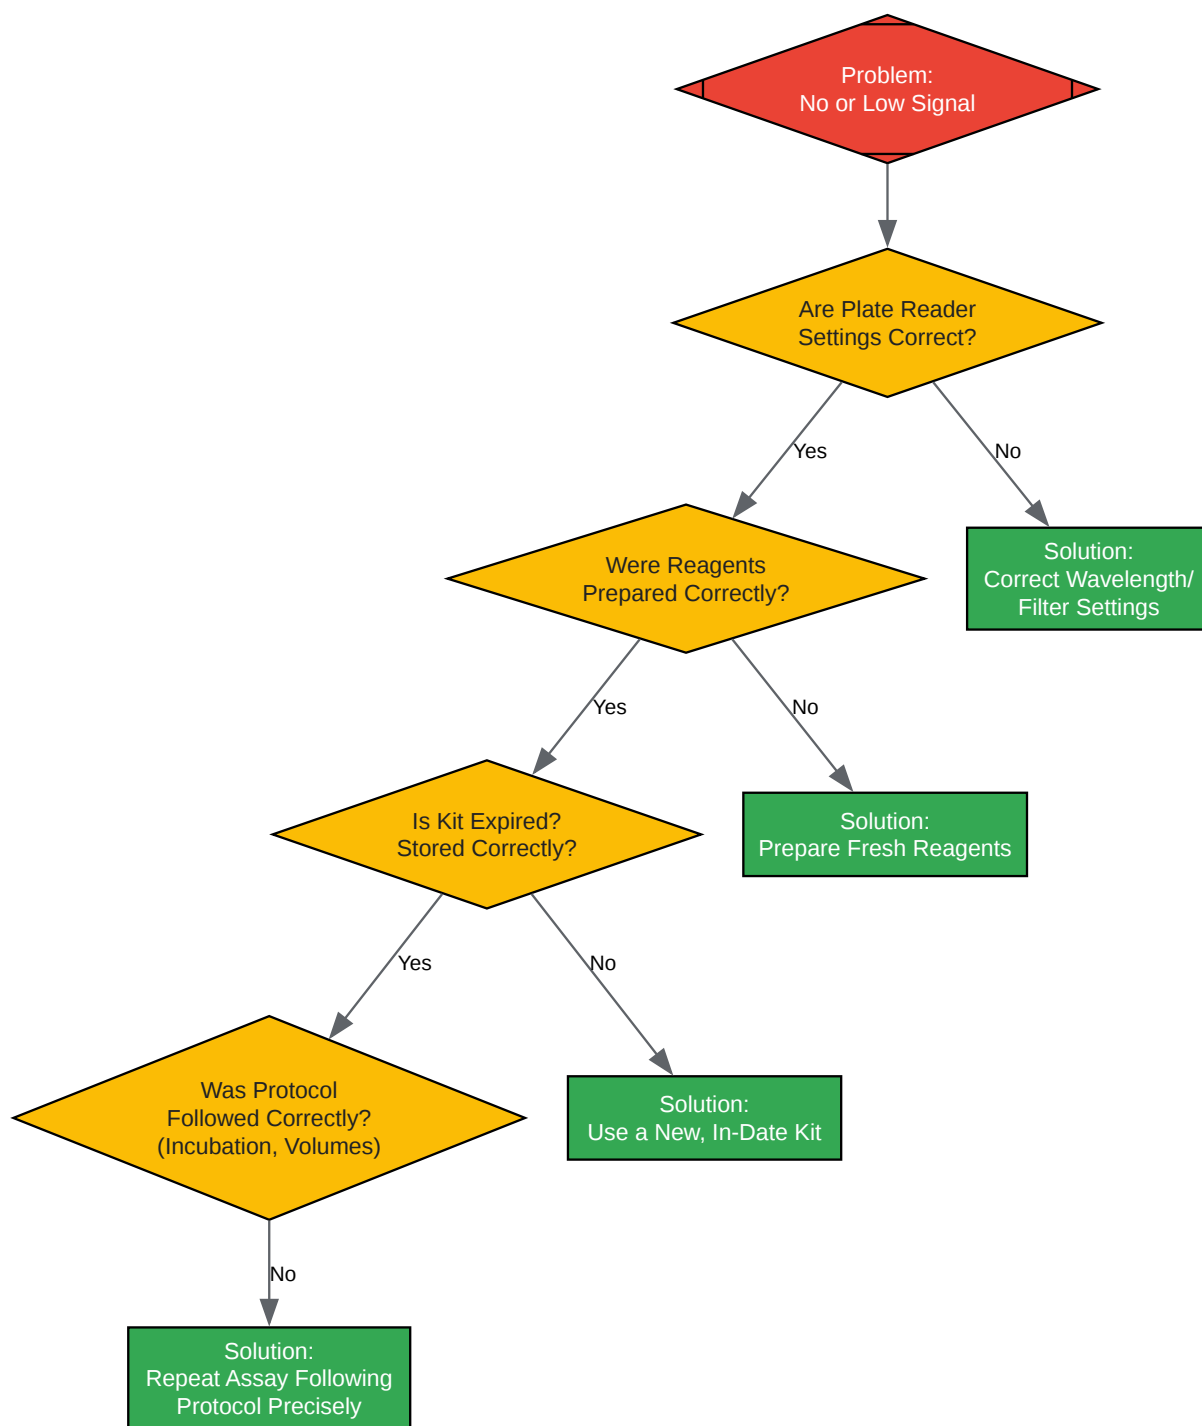 Problem:
No or Low Signal
Are Plate Reader
Settings Correct?
Yes
No
Were Reagents
Prepared Correctly?
Solution:
Correct Wavelength/
Filter Settings
Yes
No
Is Kit Expired?
Stored Correctly?
Solution:
Prepare Fresh Reagents
Yes
No
Was Protocol
Followed Correctly?
(Incubation, Volumes)
Solution:
Use a New, In-Date Kit
No
Solution:
Repeat Assay Following
Protocol Precisely